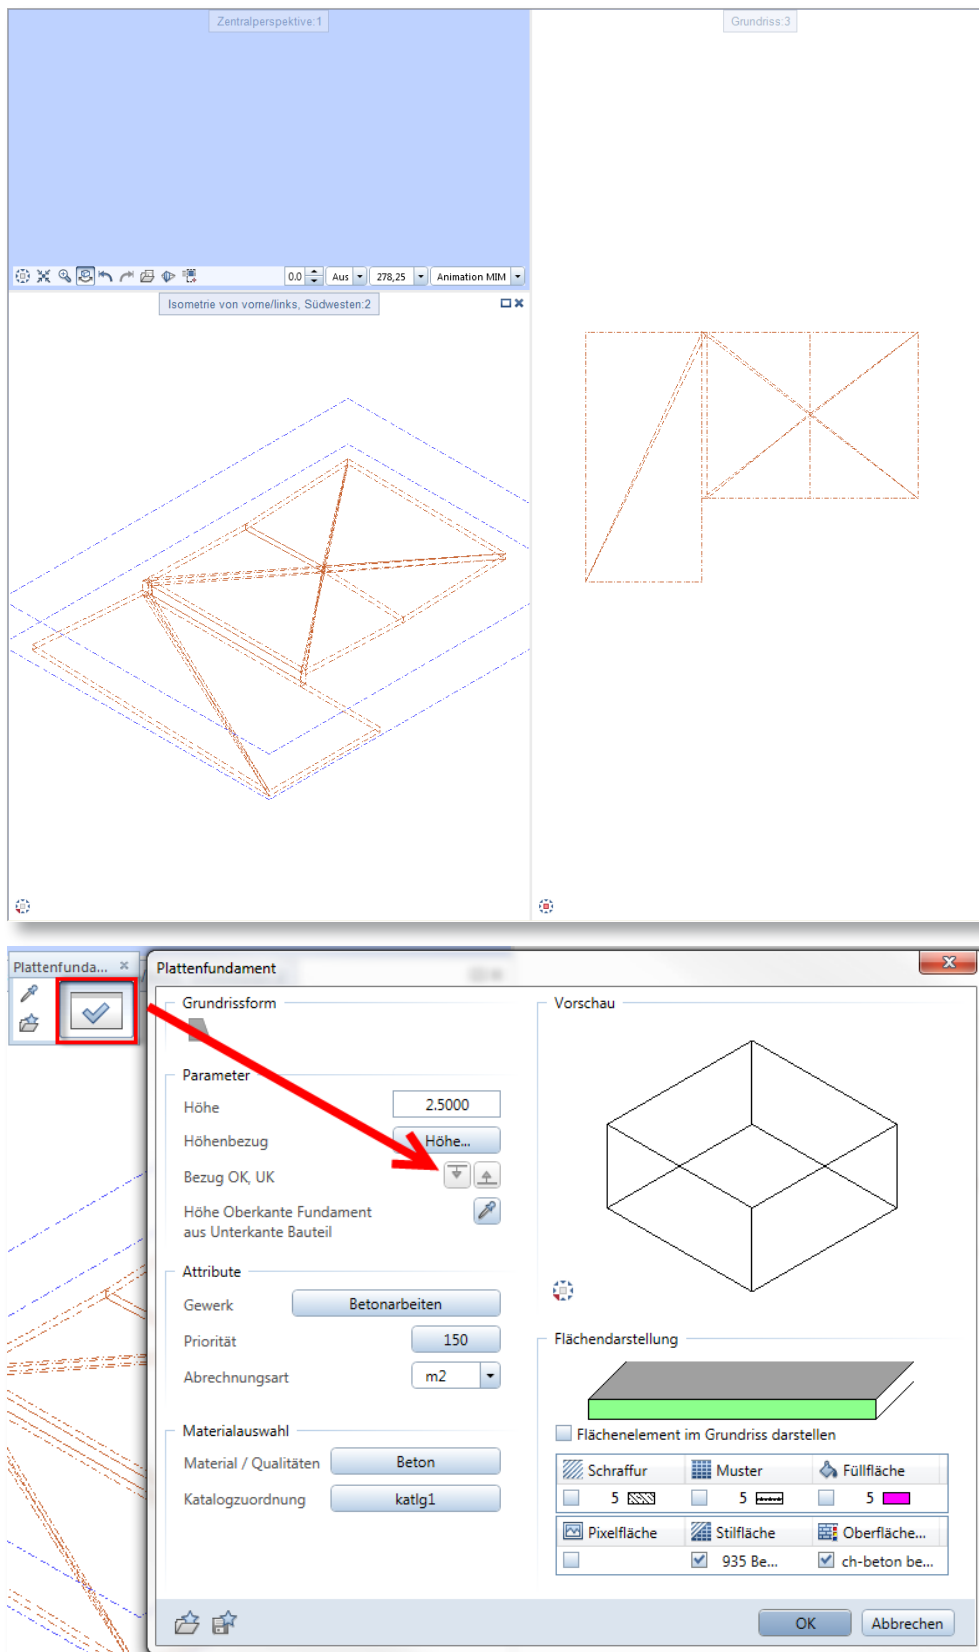 Zentralperspektive:1
Grundriss:3
0.0 Aus 278,25 Animation MIM
Isometrie von vorne/links, Südwesten:2
Plattenfunda...
Plattenfundament
Grundrissform
Vorschau
Parameter
Höhe 2.5000
Höhenbezug Höhe...
Bezug OK, UK
Höhe Oberkante Fundament
aus Unterkante Bauteil
Attribute
Gewerk Betonarbeiten
Priorität 150
Abrechnungsart m2
Materialauswahl
Material / Qualitäten Beton
Katalogzuordnung katlg1
Flächendarstellung
Flächenelement im Grundriss darstellen
Schraffur Muster Füllfläche
5 5 5
Pixelfläche Stilfläche Oberfläche...
935 Be... ch-beton be...
OK Abbrechen